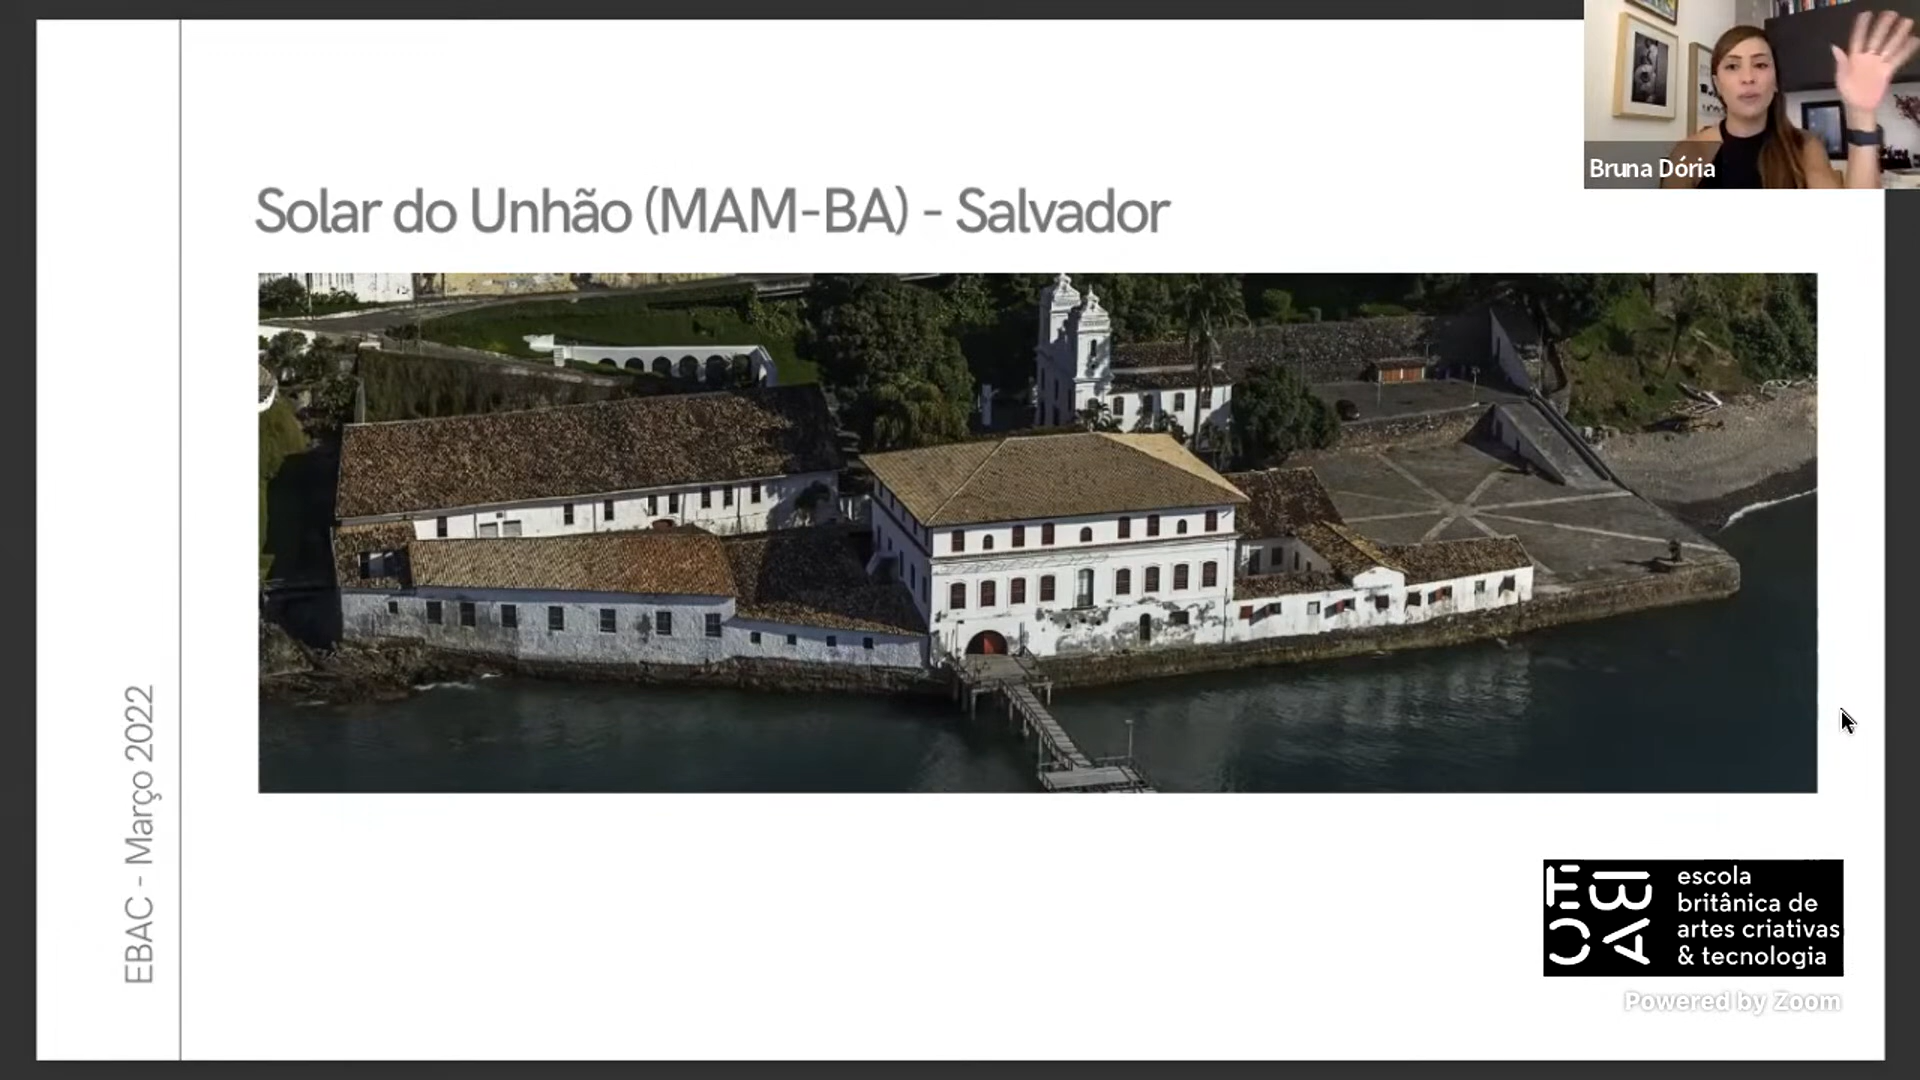 Bruna Dória
Solar do Unhão (MAM-BA) - Salvador
EBAC - Março 2022
EBAC
escola
britânica de
artes criativas
& tecnologia
Powered by Zoom